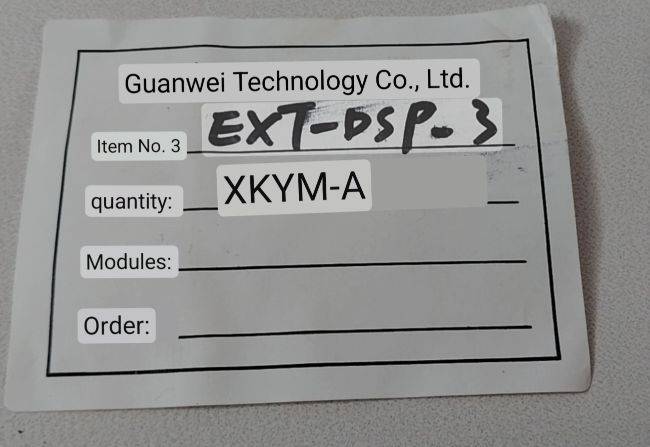 Guanwei Technology Co., Ltd.
Item No. 3 EXT-DSP-3
quantity: XKYM-A
Modules:
Order: